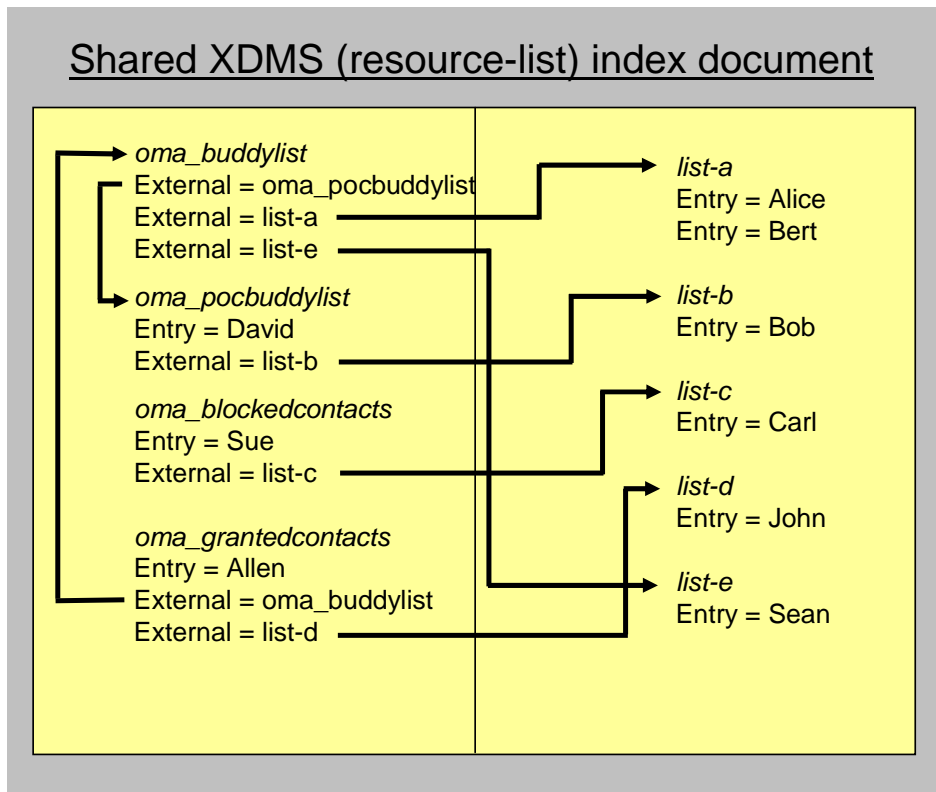 Shared XDMS (resource-list) index document
oma_buddylist
External = oma_pocbuddylist
External = list-a
External = list-e
oma_pocbuddylist
Entry = David
External = list-b
oma_blockedcontacts
Entry = Sue
External = list-c
oma_grantedcontacts
Entry = Allen
External = oma_buddylist
External = list-d
list-a
Entry = Alice
Entry = Bert
list-b
Entry = Bob
list-c
Entry = Carl
list-d
Entry = John
list-e
Entry = Sean